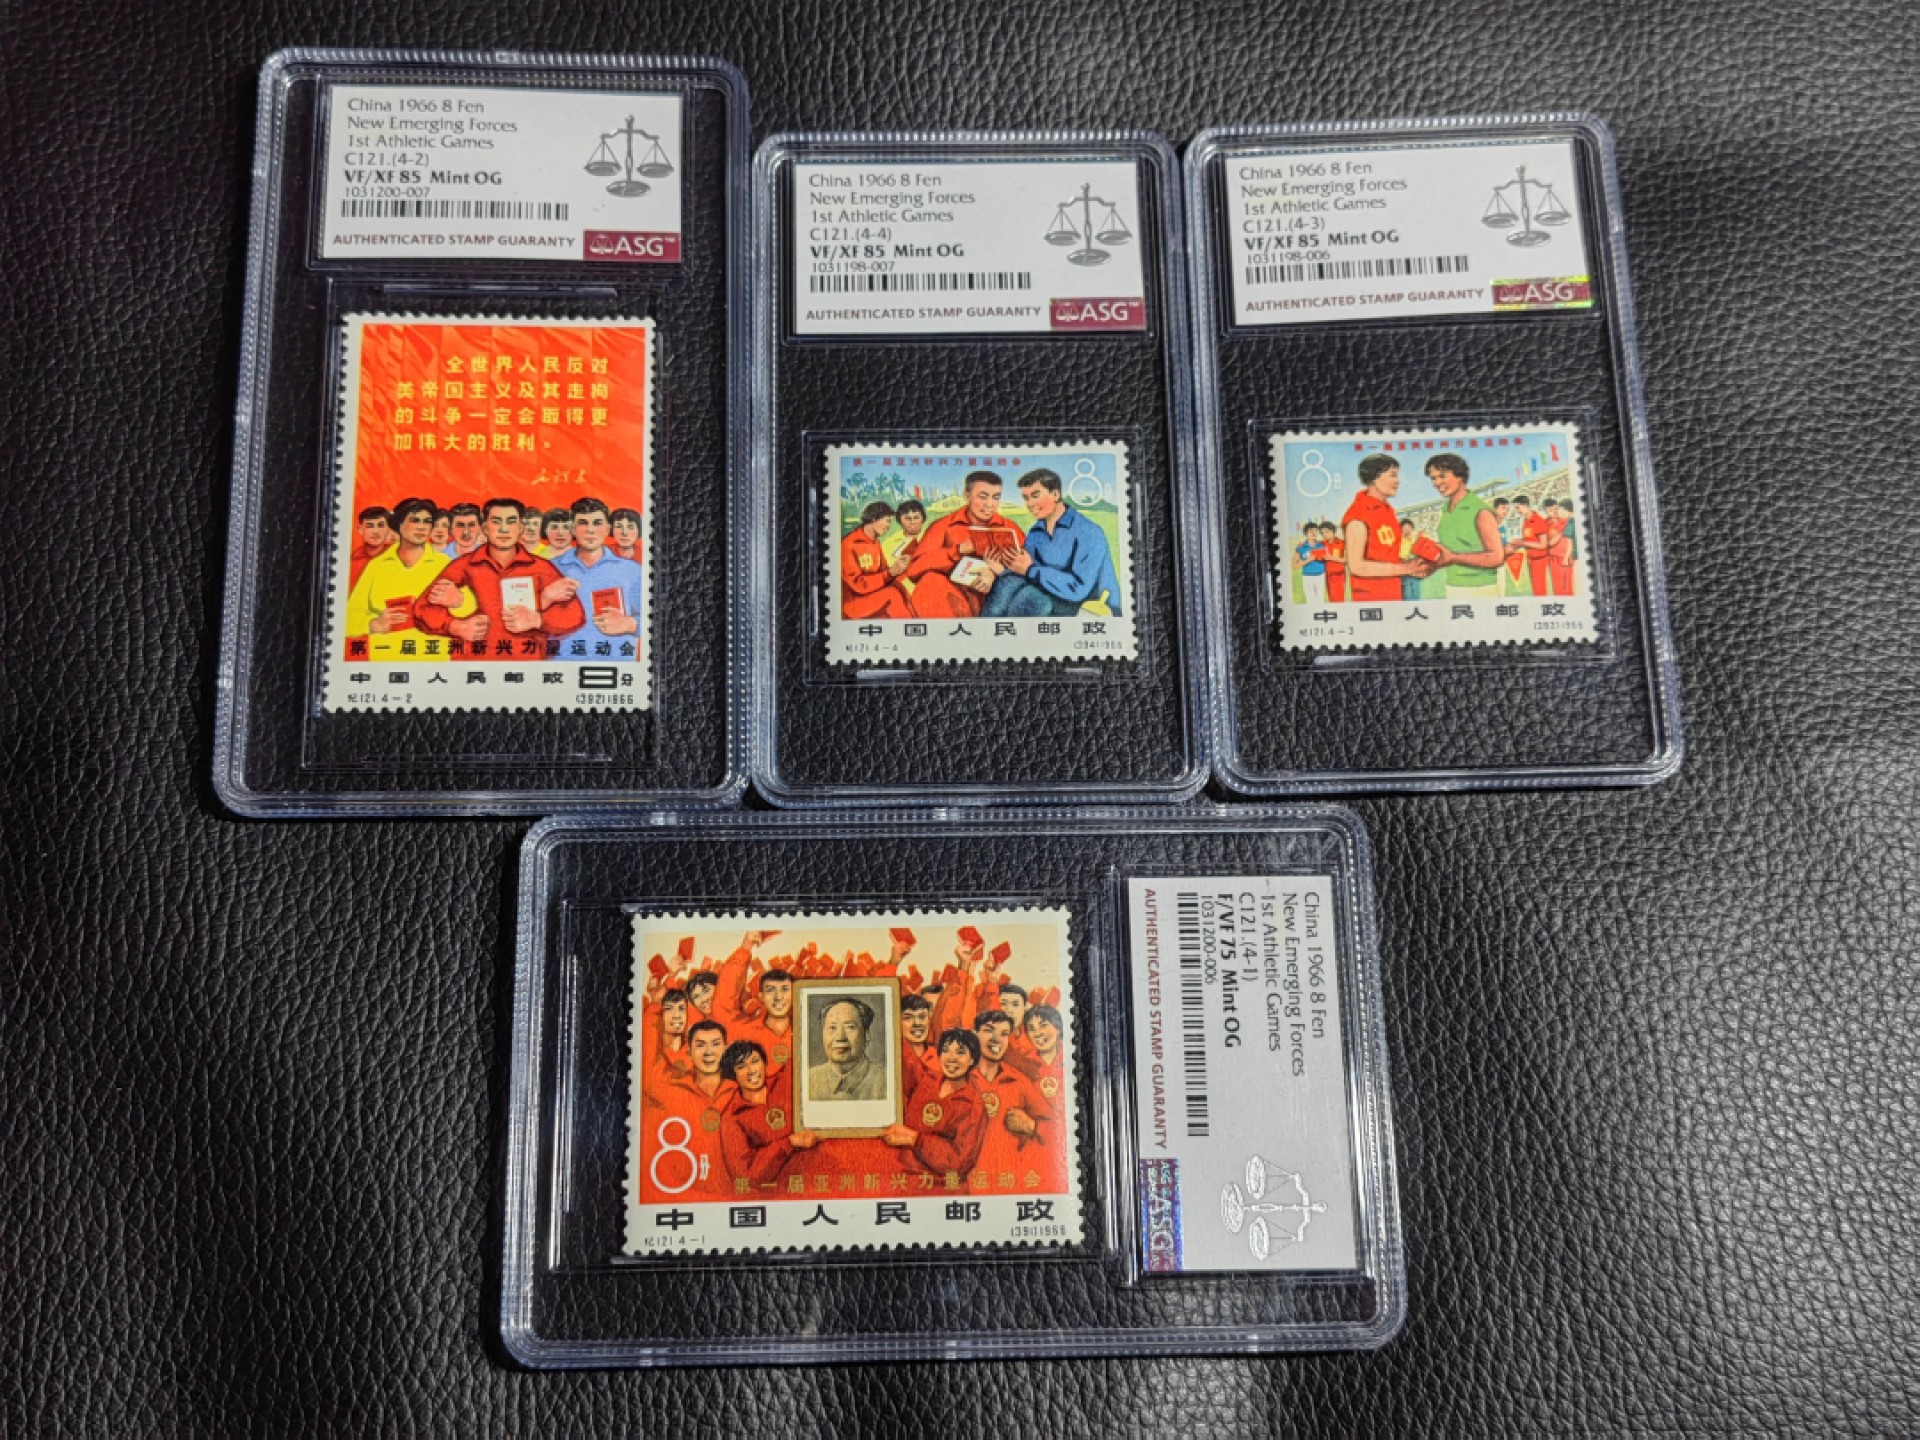 China 1966 8 Fen
New Emerging Forces
1st Athletic Games
C121.(4-2)
VF/XF 85 Mint OG
1031200-007
AUTHENTICATED STAMP GUARANTY
ASG™
全世界人民反对
美帝国主义及其走狗
的斗争一定会取得更
加伟大的胜利。
毛泽东
第一届亚洲新兴力量运动会
中国人民邮政 8分
纪121.4-2 (392)1966
China 1966 8 Fen
New Emerging Forces
1st Athletic Games
C121.(4-4)
VF/XF 85 Mint OG
1031198-007
AUTHENTICATED STAMP GUARANTY
ASG™
第一届亚洲新兴力量运动会
8
中国人民邮政
纪121.4-4 (394)1966
China 1966 8 Fen
New Emerging Forces
1st Athletic Games
C121.(4-3)
VF/XF 85 Mint OG
1031198-006
AUTHENTICATED STAMP GUARANTY
ASG™
第一届亚洲新兴力量运动会
8分
中
中国人民邮政
纪121.4-3 (393)1966
8分
第一届亚洲新兴力量运动会
中国人民邮政
纪121.4-1 (391)1966
China 1966 8 Fen
New Emerging Forces
1st Athletic Games
C121.(4-1)
F/VF 75 Mint OG
1031200-006
AUTHENTICATED STAMP GUARANTY
ASG